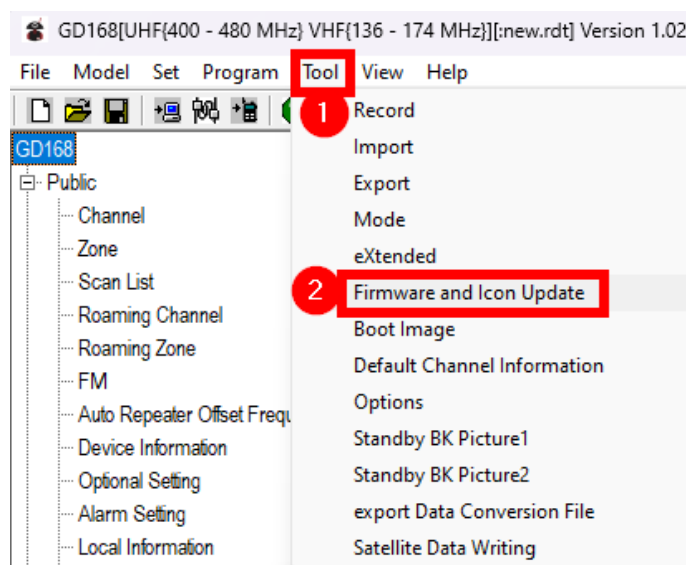 GD168[UHF{400 - 480 MHz} VHF{136 - 174 MHz}][:new.rdt] Version 1.02
File Model Set Program Tool View Help
1
GD168
Public
Channel
Zone
Scan List
Roaming Channel
Roaming Zone
FM
Auto Repeater Offset Frequ
Device Information
Optional Setting
Alarm Setting
Local Information
Record
Import
Export
Mode
eXtended
2 Firmware and Icon Update
Boot Image
Default Channel Information
Options
Standby BK Picture1
Standby BK Picture2
export Data Conversion File
Satellite Data Writing